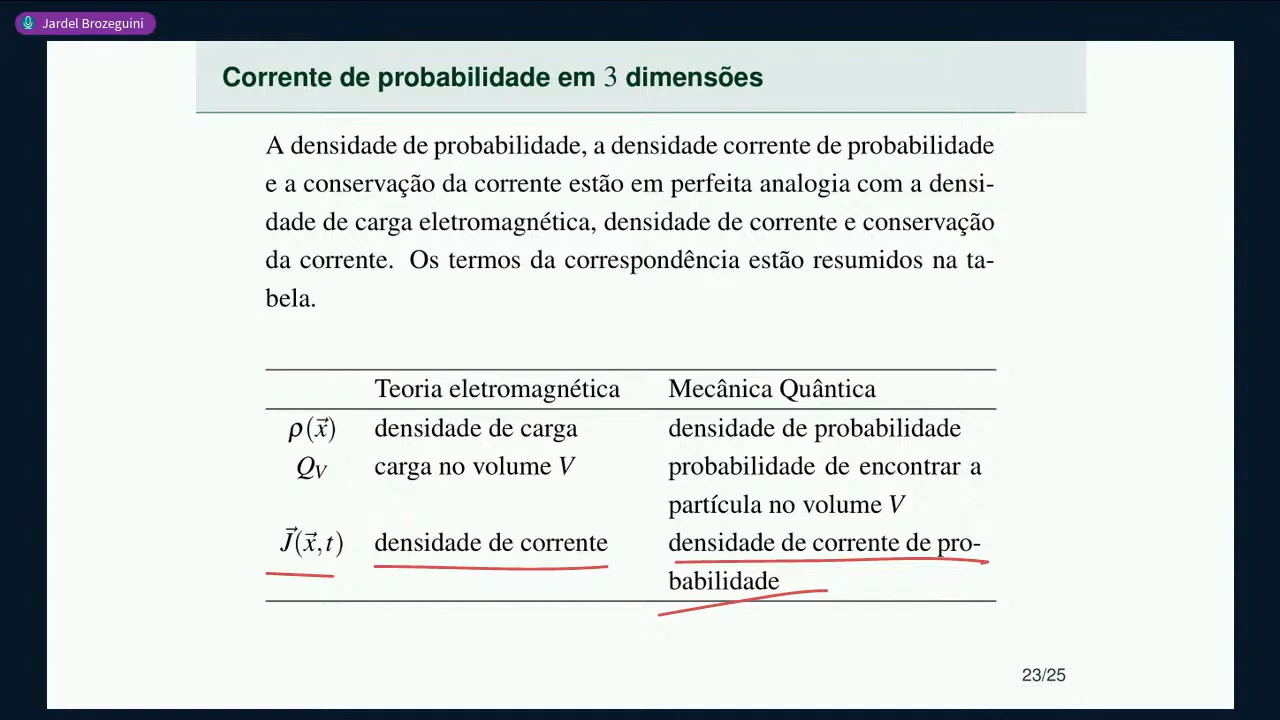 Jardel Brozeguini
Corrente de probabilidade em 3 dimensões
A densidade de probabilidade, a densidade corrente de probabilidade
e a conservação da corrente estão em perfeita analogia com a densi-
dade de carga eletromagnética, densidade de corrente e conservação
da corrente. Os termos da correspondência estão resumidos na ta-
bela.
Teoria eletromagnética Mecânica Quântica
ρ(x⃗) densidade de carga densidade de probabilidade
Q_V carga no volume V probabilidade de encontrar a
partícula no volume V
J⃗(x⃗,t) densidade de corrente densidade de corrente de pro-
babilidade
23/25